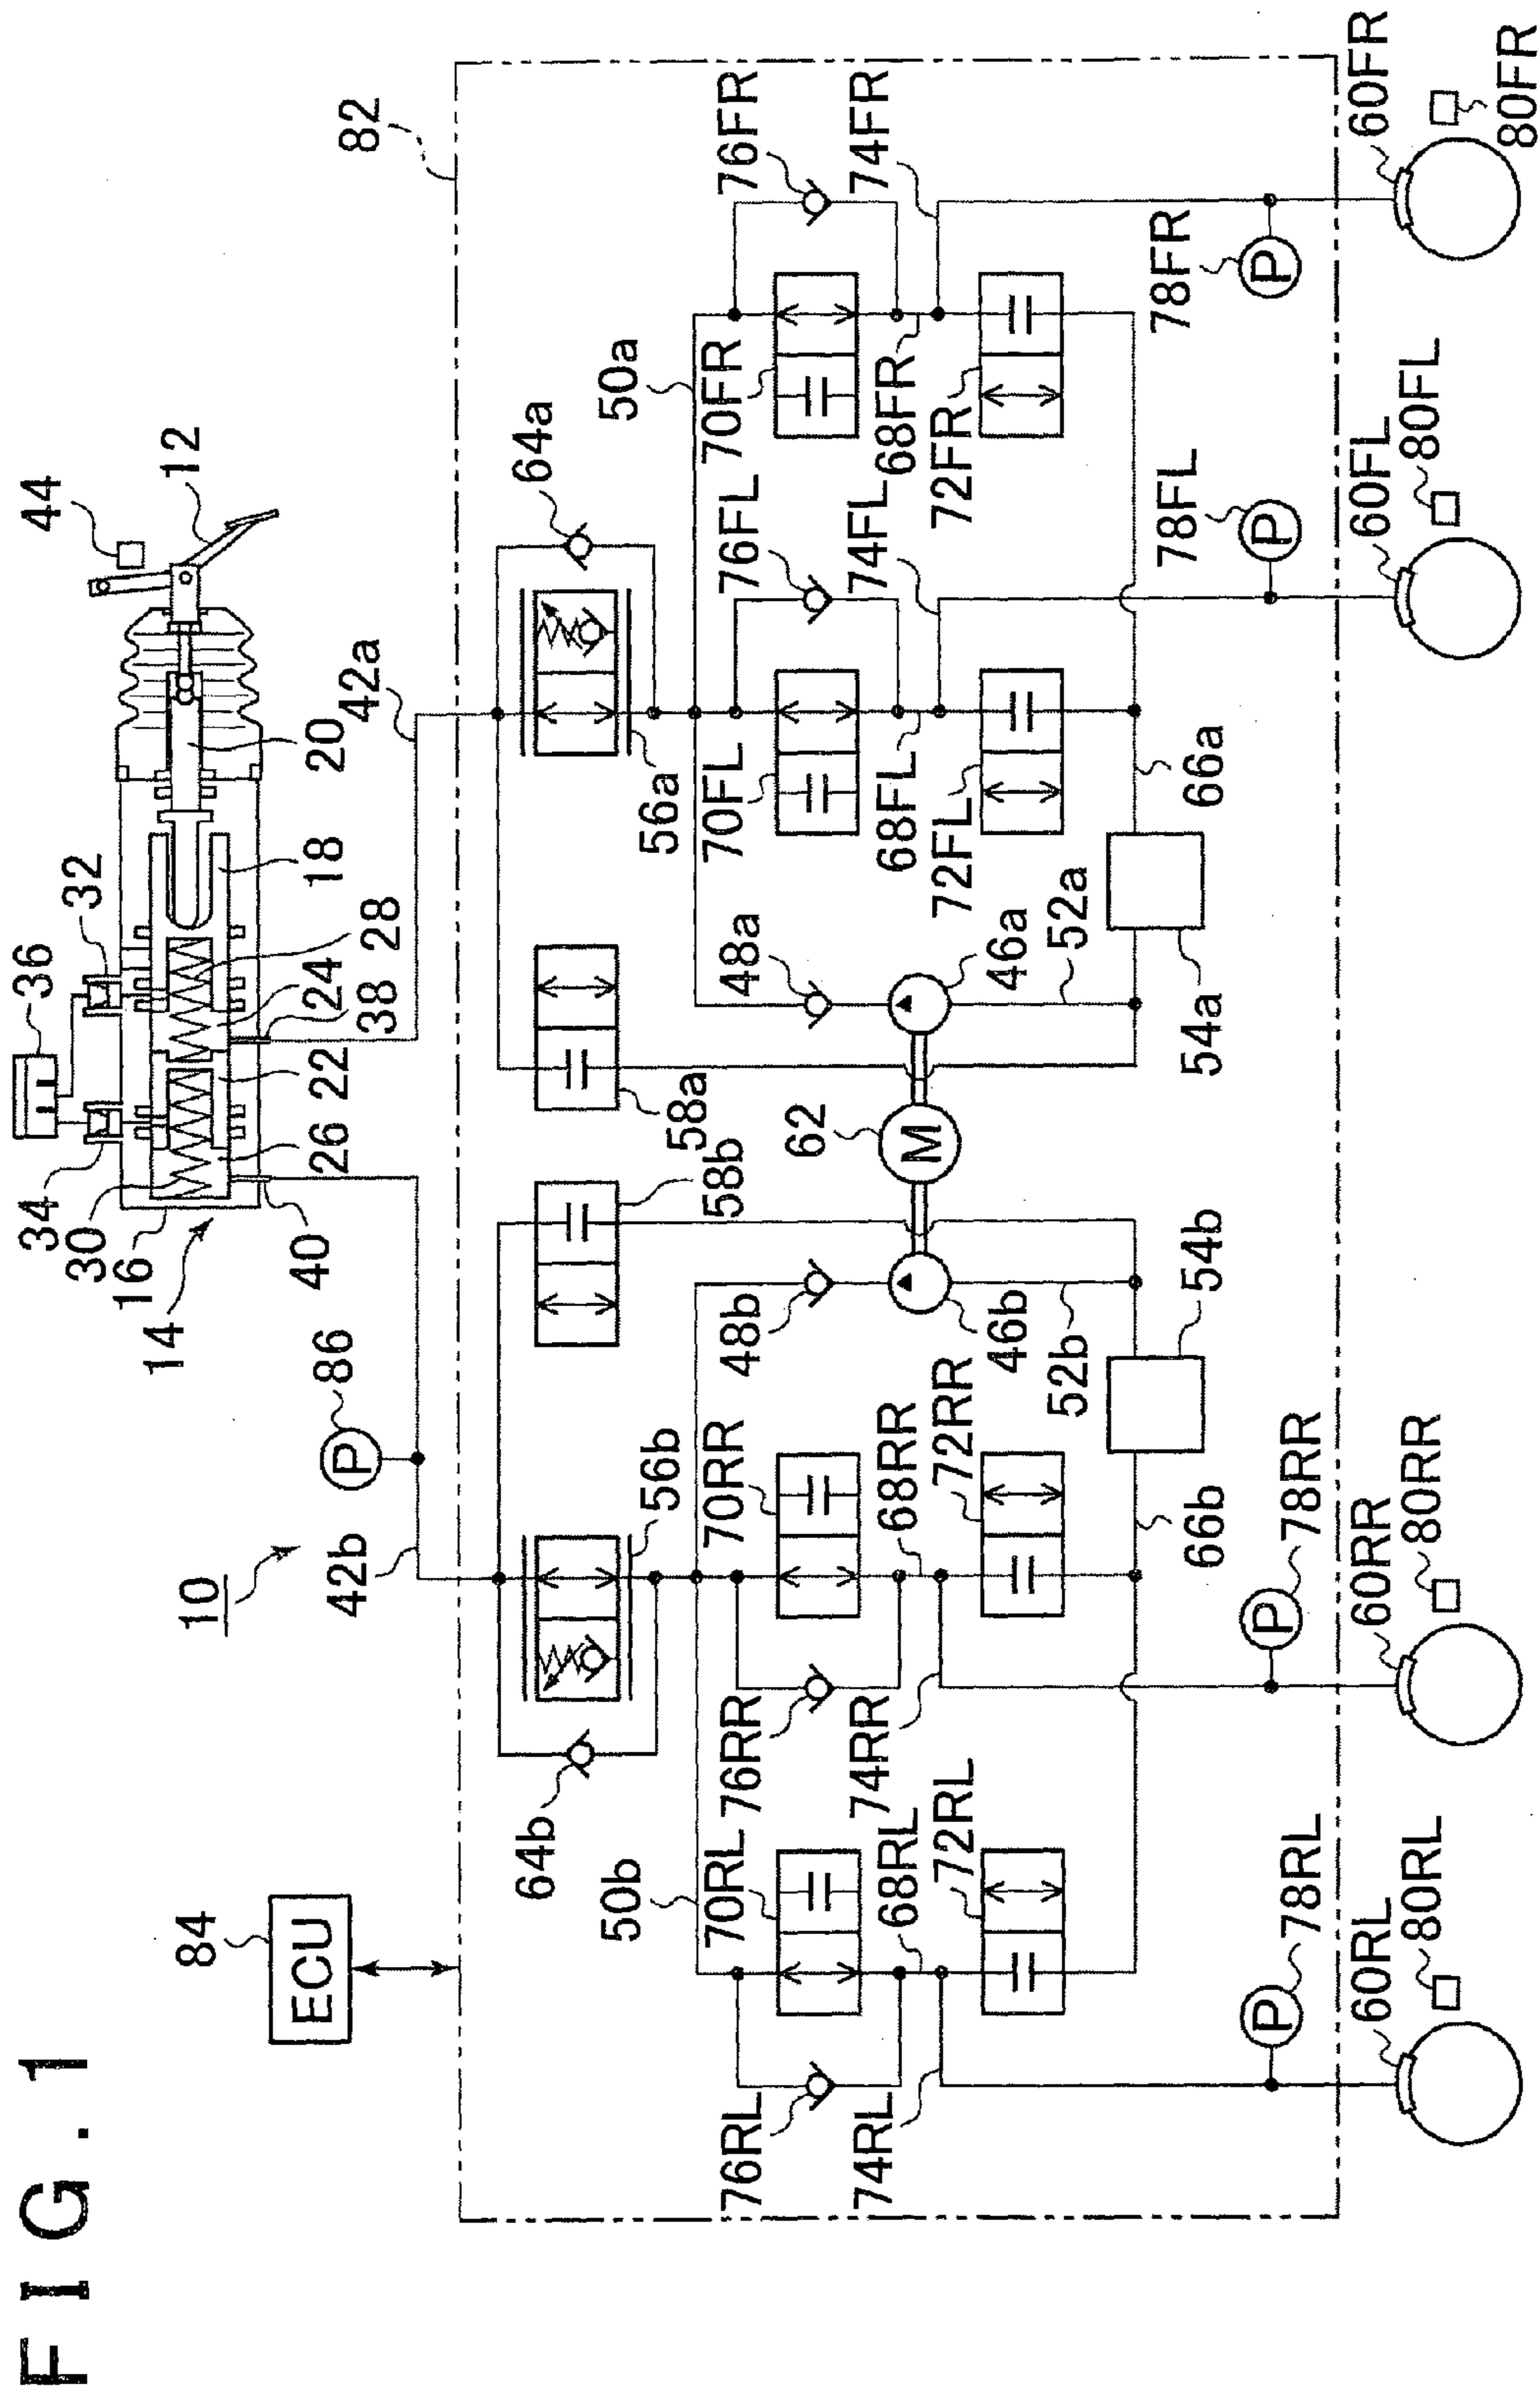 FIG. 1
84
ECU
10
86
P
42b
14
16
30
34
40
26
22
36
32
38
24
28
18
20
42a
44
12
82
64b
56b
58b
58a
56a
64a
50b
50a
70RL
70RR
48b
62
48a
70FL
76FL
70FR
76FR
76RL
76RR
M
74RL
68RL
74RR
68RR
46b
46a
68FL
74FL
68FR
74FR
72RL
72RR
52b
52a
72FL
72FR
66b
54b
54a
66a
78RL
P
78RR
P
78FL
P
78FR
P
60RL
80RL
60RR
80RR
60FL
80FL
60FR
80FR